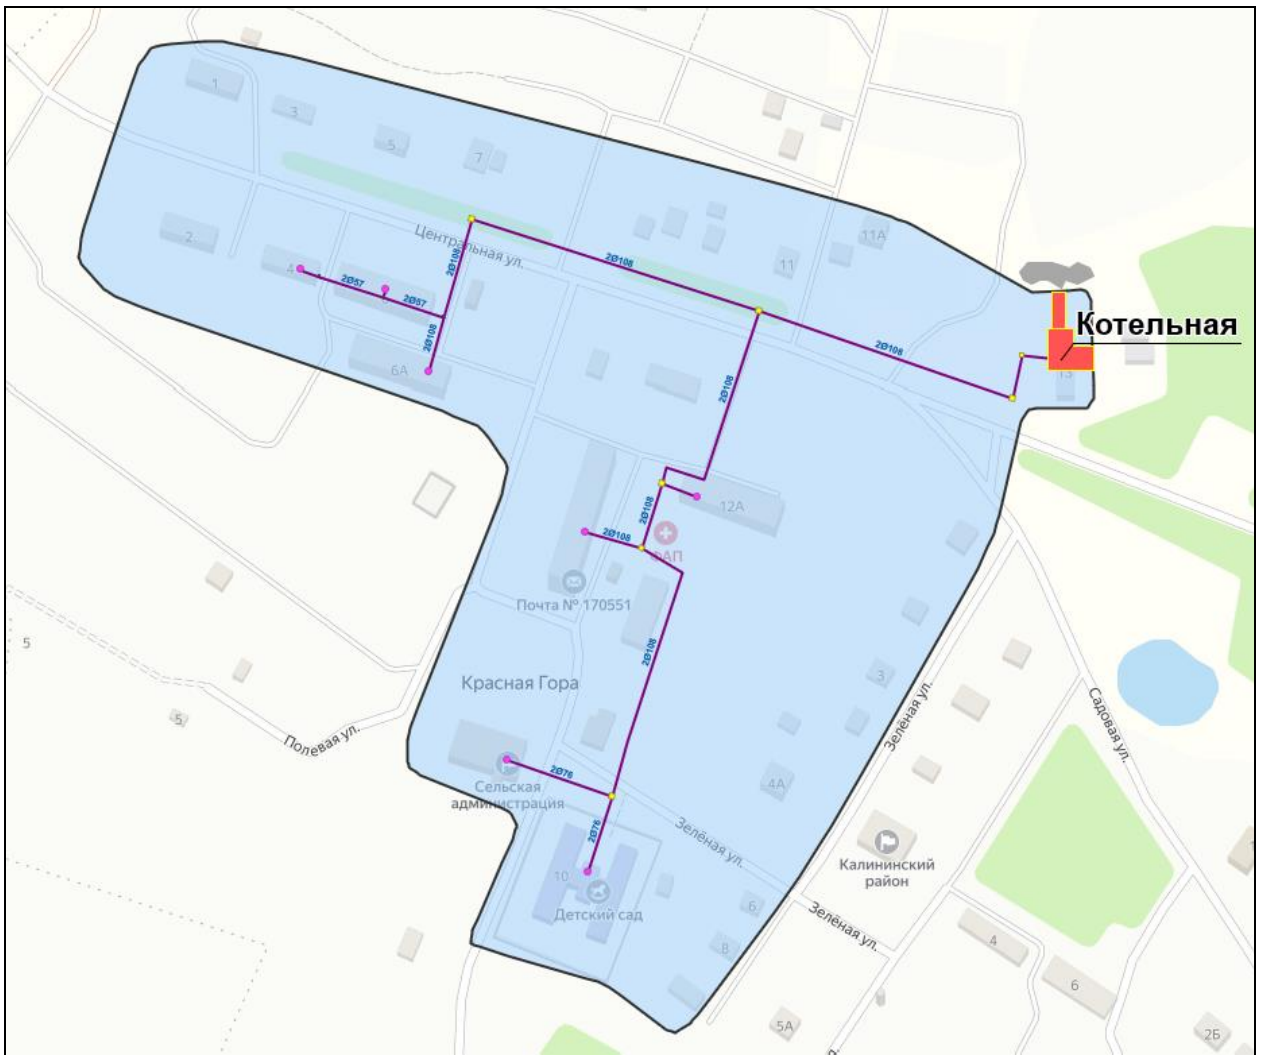 1
3
5
7
2
4
Центральная ул.
2Ø108
2Ø108
2Ø57
2Ø57
2Ø108
6А
11
11А
2Ø108
Котельная
13
2Ø108
12А
2Ø108
2Ø108
ФАП
Почта № 170551
2Ø108
5
5
Полевая ул.
Красная Гора
3
Зелёная ул.
Садовая ул.
2Ø76
Сельская
администрация
4А
2Ø76
Зелёная ул.
Калининский
район
10
Детский сад
6
8
Зелёная ул.
4
6
5А
2Б